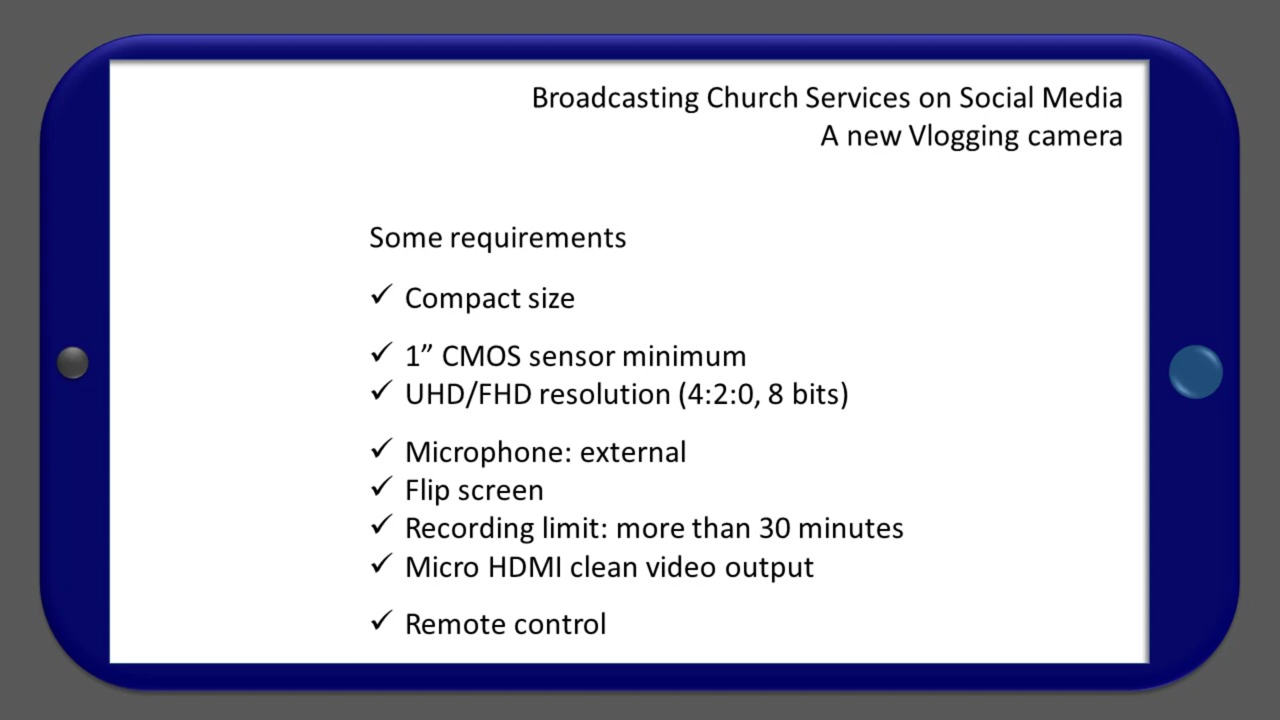 Broadcasting Church Services on Social Media
A new Vlogging camera
Some requirements
✓ Compact size
✓ 1” CMOS sensor minimum
✓ UHD/FHD resolution (4:2:0, 8 bits)
✓ Microphone: external
✓ Flip screen
✓ Recording limit: more than 30 minutes
✓ Micro HDMI clean video output
✓ Remote control